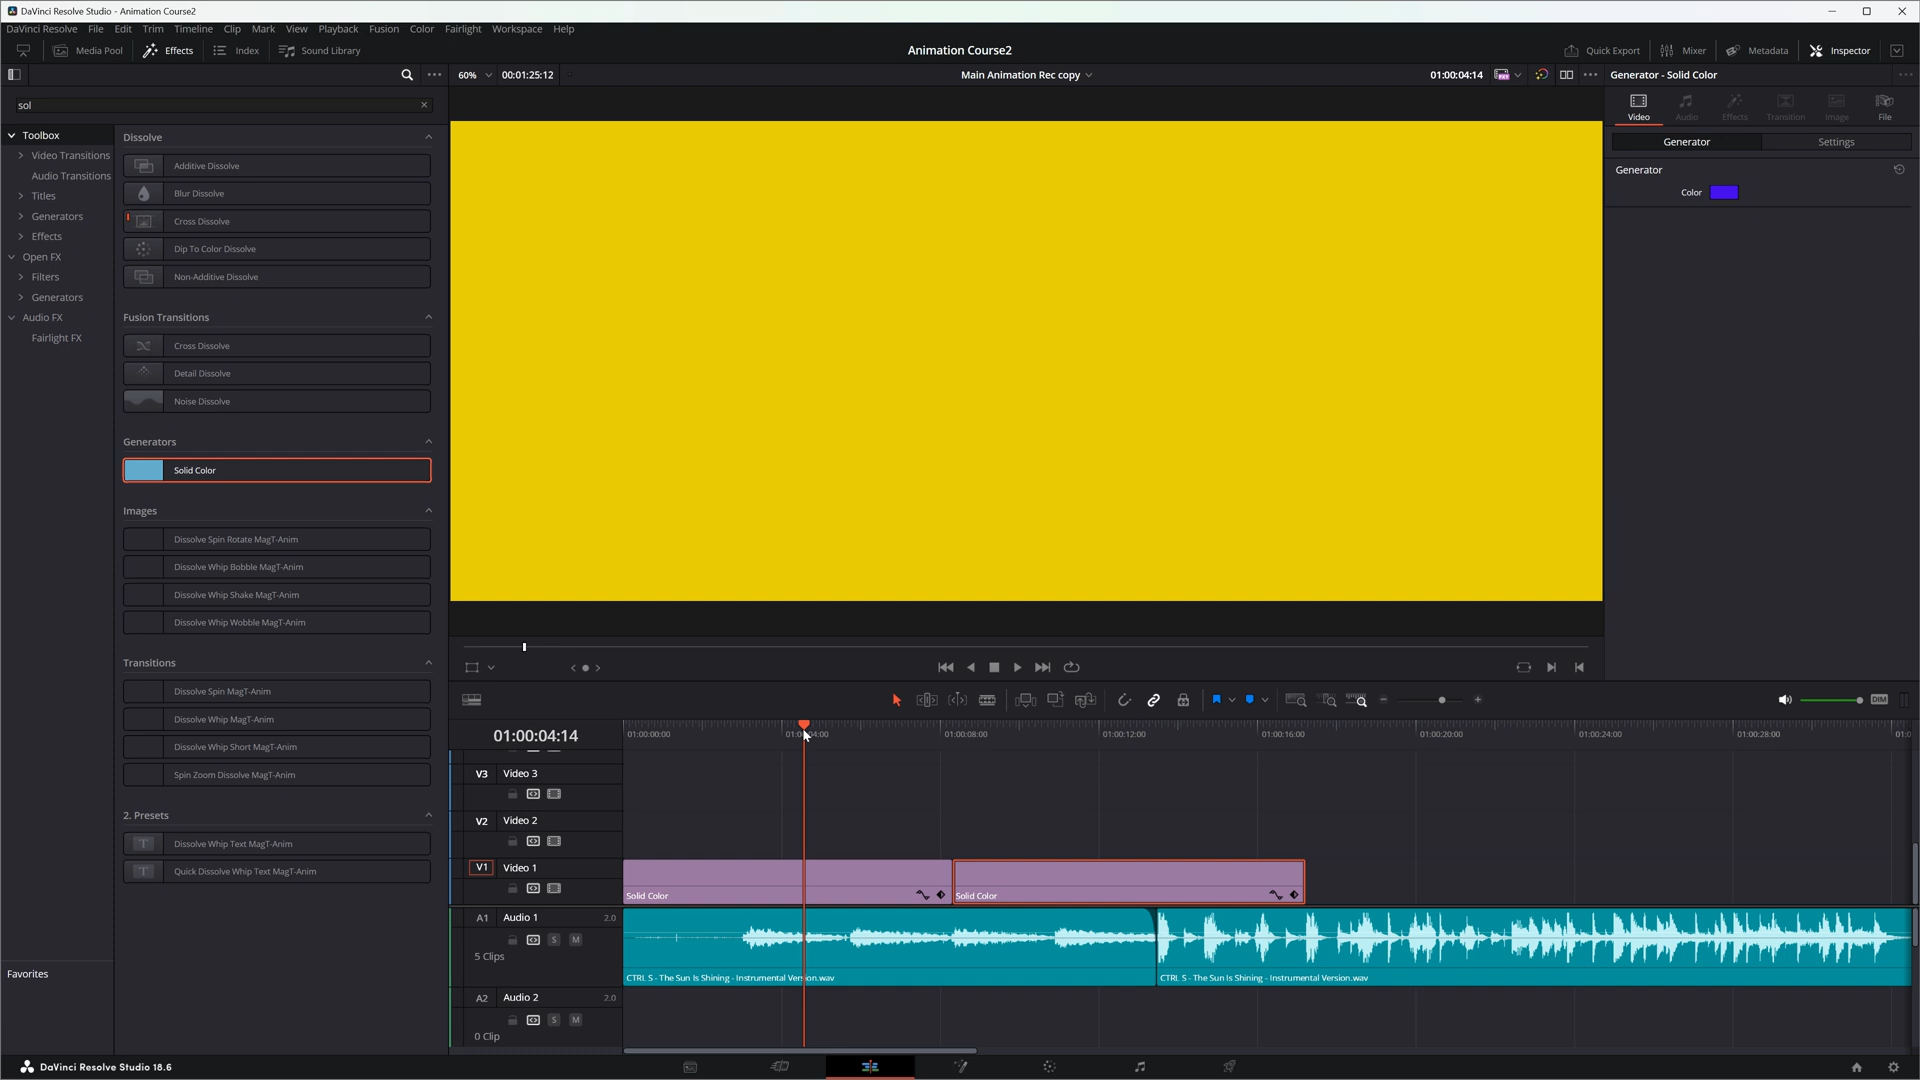 DaVinci Resolve Studio - Animation Course2
DaVinci Resolve File Edit Trim Timeline Clip Mark View Playback Fusion Color Fairlight Workspace Help
Media Pool Effects Index Sound Library Animation Course2 Quick Export Mixer Metadata Inspector
60% 00:01:25:12 Main Animation Rec copy 01:00:04:14 Generator - Solid Color
sol
Video Audio Effects Transition Image File
Generator Settings
Generator
Color
Toolbox
Video Transitions
Audio Transitions
Titles
Generators
Effects
Open FX
Filters
Generators
Audio FX
Fairlight FX
Favorites
Dissolve
Additive Dissolve
Blur Dissolve
Cross Dissolve
Dip To Color Dissolve
Non-Additive Dissolve
Fusion Transitions
Cross Dissolve
Detail Dissolve
Noise Dissolve
Generators
Solid Color
Images
Dissolve Spin Rotate MagT-Anim
Dissolve Whip Bobble MagT-Anim
Dissolve Whip Shake MagT-Anim
Dissolve Whip Wobble MagT-Anim
Transitions
Dissolve Spin MagT-Anim
Dissolve Whip MagT-Anim
Dissolve Whip Short MagT-Anim
Spin Zoom Dissolve MagT-Anim
2. Presets
Dissolve Whip Text MagT-Anim
Quick Dissolve Whip Text MagT-Anim
DIM
01:00:04:14
01:00:00:00 01:00:08:00 01:00:12:00 01:00:16:00 01:00:20:00 01:00:24:00 01:00:28:00
V3 Video 3
V2 Video 2
V1 Video 1
Solid Color Solid Color
A1 Audio 1 2.0
S M
5 Clips
CTRL S - The Sun Is Shining - Instrumental Version.wav CTRL S - The Sun Is Shining - Instrumental Version.wav
A2 Audio 2 2.0
S M
0 Clip
DaVinci Resolve Studio 18.6